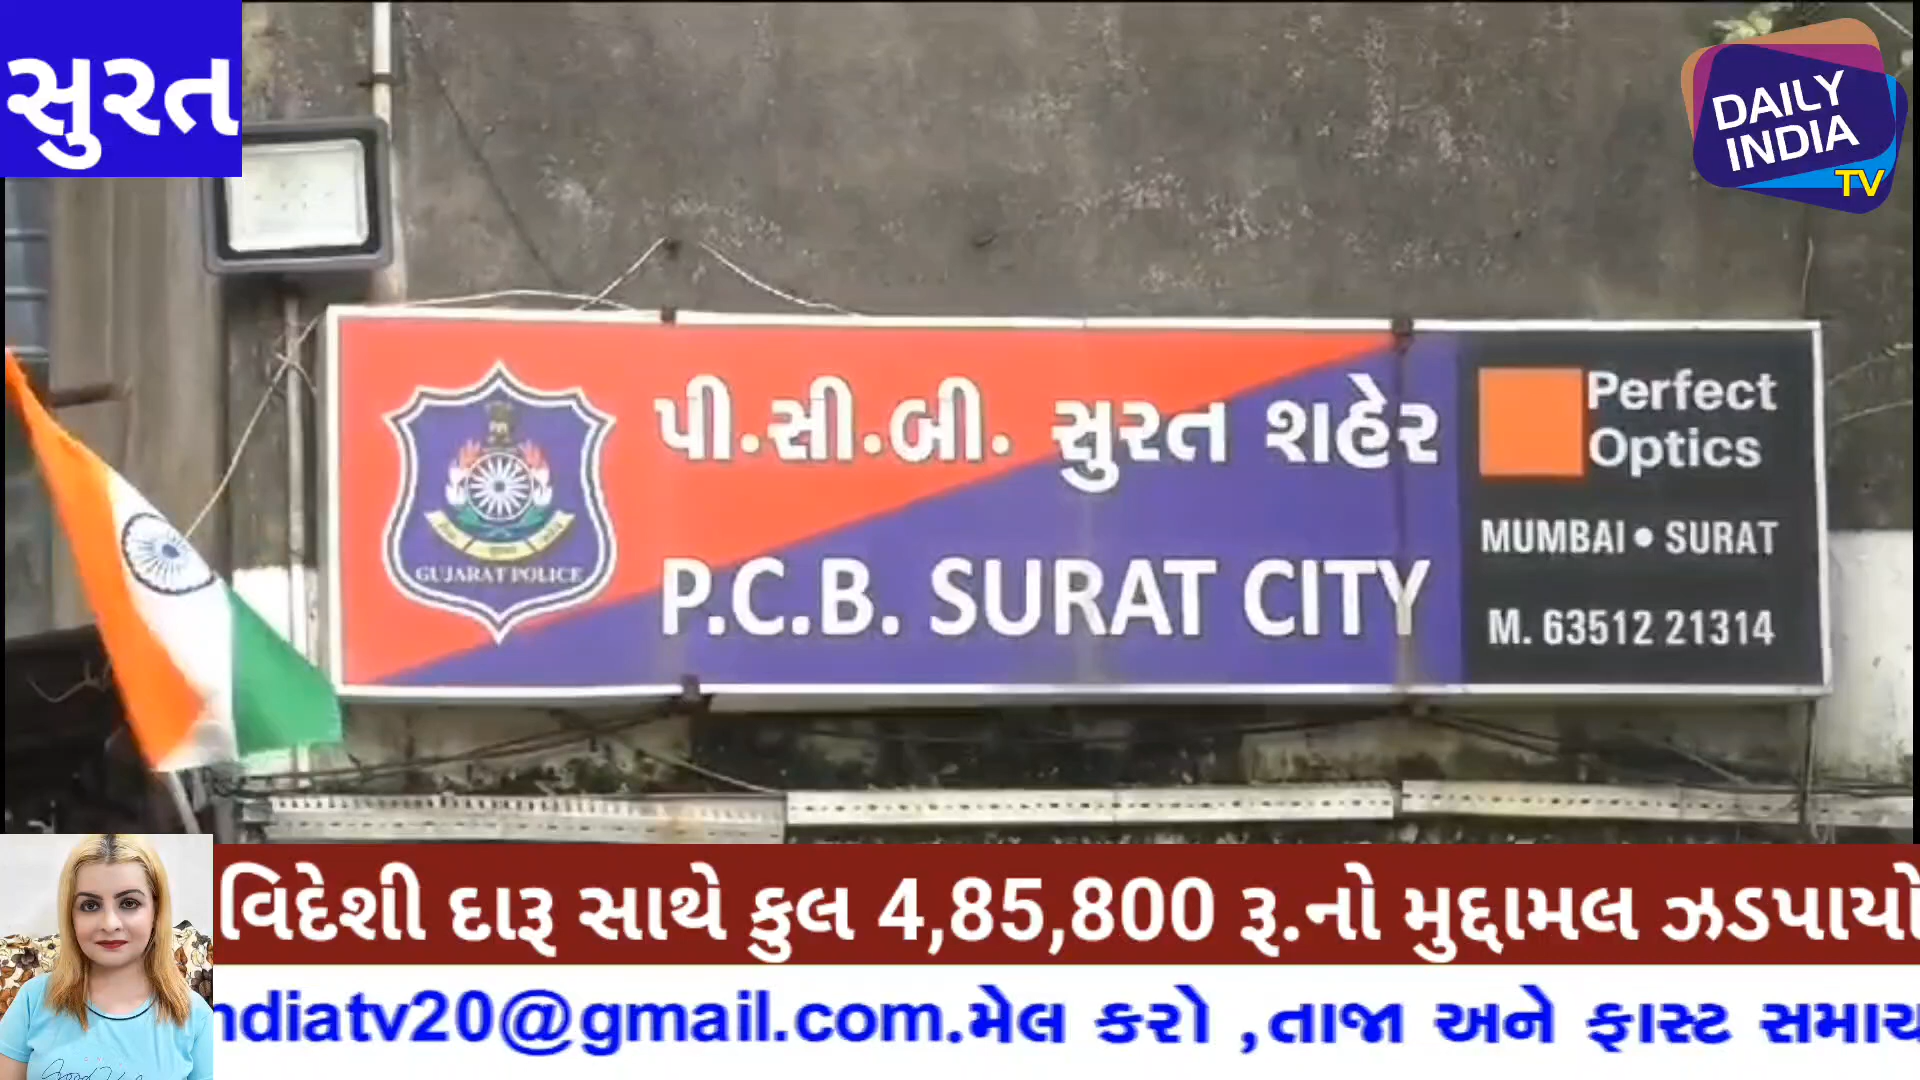 સુરત
DAILY
INDIA
TV
પી.સી.બી. સુરત શહેર
P.C.B. SURAT CITY
GUJARAT POLICE
Perfect
Optics
MUMBAI • SURAT
M. 63512 21314
વિદેશી દારૂ સાથે કુલ 4,85,800 રૂ.નો મુદ્દામલ ઝડપાયો
ndiatv20@gmail.com.મેલ કરો ,તાજા અને ફાસ્ટ સમાચ